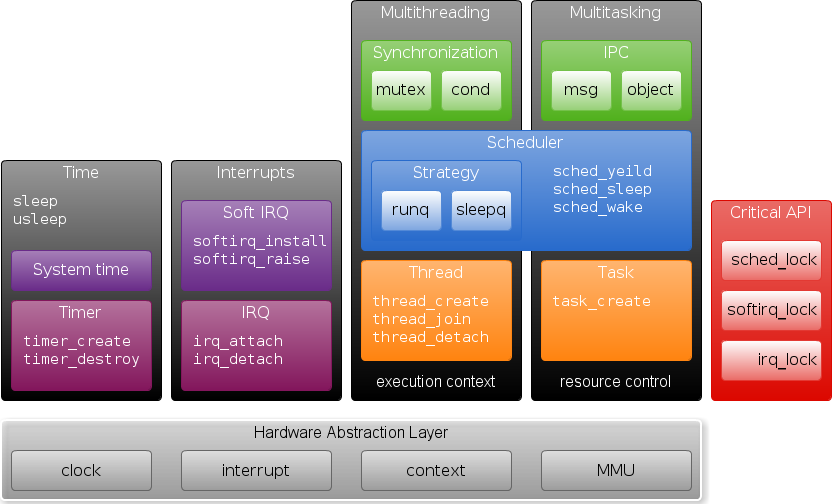 Multithreading
Synchronization
mutex cond
Multitasking
IPC
msg object
Scheduler
Strategy
runq sleepq
sched_yeild
sched_sleep
sched_wake
Time
sleep
usleep
System time
Timer
timer_create
timer_destroy
Interrupts
Soft IRQ
softirq_install
softirq_raise
IRQ
irq_attach
irq_detach
Thread
thread_create
thread_join
thread_detach
execution context
Task
task_create
resource control
Critical API
sched_lock
softirq_lock
irq_lock
Hardware Abstraction Layer
clock interrupt context MMU